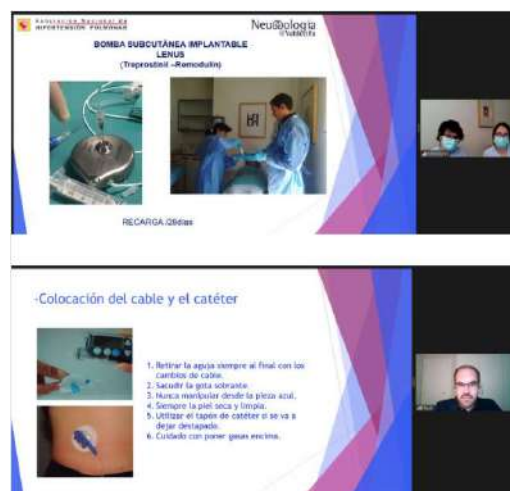 Asociación Nacional de
HIPERTENSIÓN PULMONAR
BOMBA SUBCUTÁNEA IMPLANTABLE
LENUS
(Treprostinil –Remodulin)
RECARGA /28días
-Colocación del cable y el catéter
1. Retirar la aguja siempre al final con los
cambios de cable.
2. Sacudir la gota sobrante.
3. Nunca manipular desde la pieza azul.
4. Siempre la piel seca y limpia.
5. Utilizar el tapón de catéter si se va a
dejar destapado.
6. Cuidado con poner gasas encima.